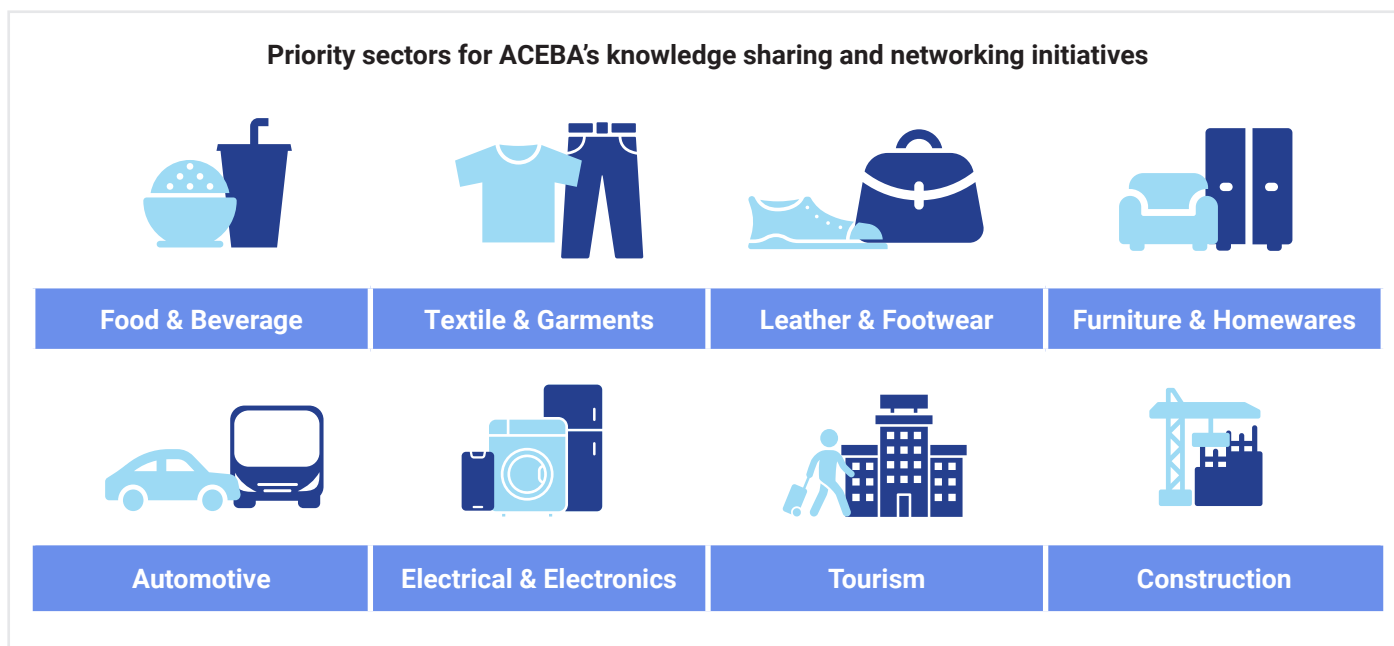 Priority sectors for ACEBA’s knowledge sharing and networking initiatives
Food & Beverage
Textile & Garments
Leather & Footwear
Furniture & Homewares
Automotive
Electrical & Electronics
Tourism
Construction